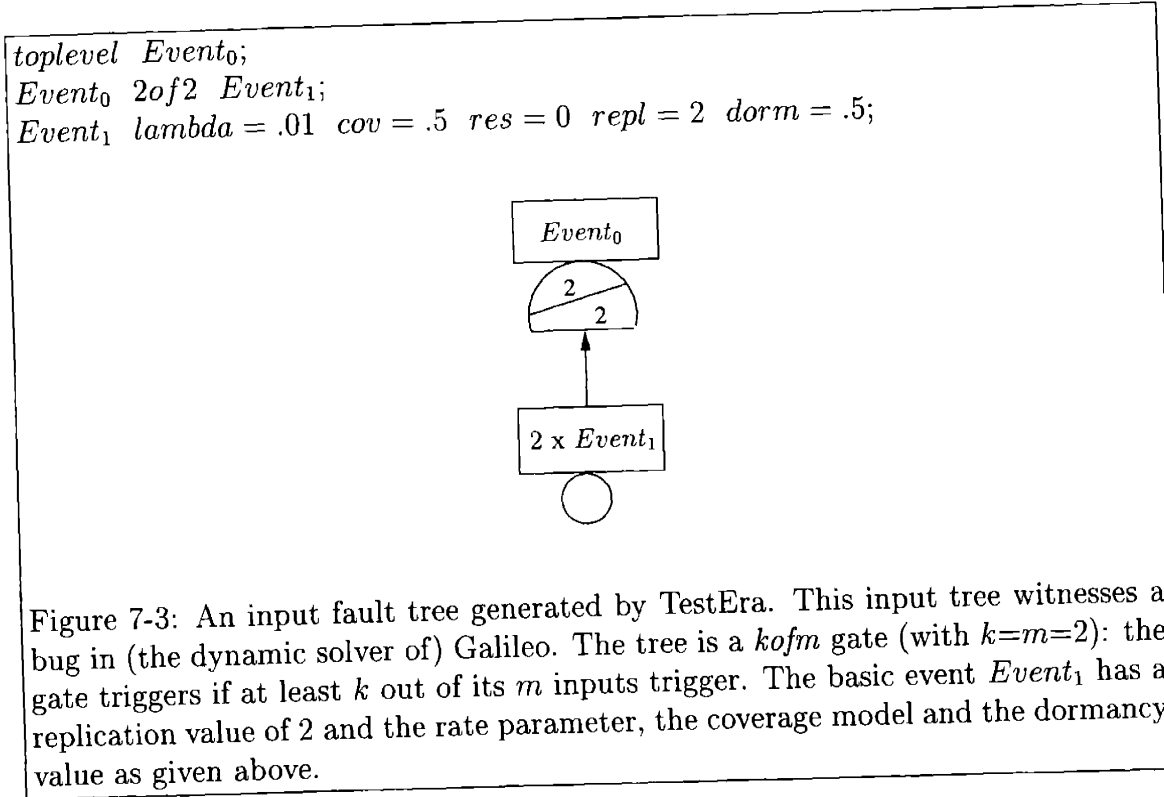 toplevel Event₀;
Event₀ 2of2 Event₁;
Event₁ lambda = .01 cov = .5 res = 0 repl = 2 dorm = .5;
Event₀
2
2
2 x Event₁
Figure 7-3: An input fault tree generated by TestEra. This input tree witnesses a
bug in (the dynamic solver of) Galileo. The tree is a kofm gate (with k=m=2): the
gate triggers if at least k out of its m inputs trigger. The basic event Event₁ has a
replication value of 2 and the rate parameter, the coverage model and the dormancy
value as given above.